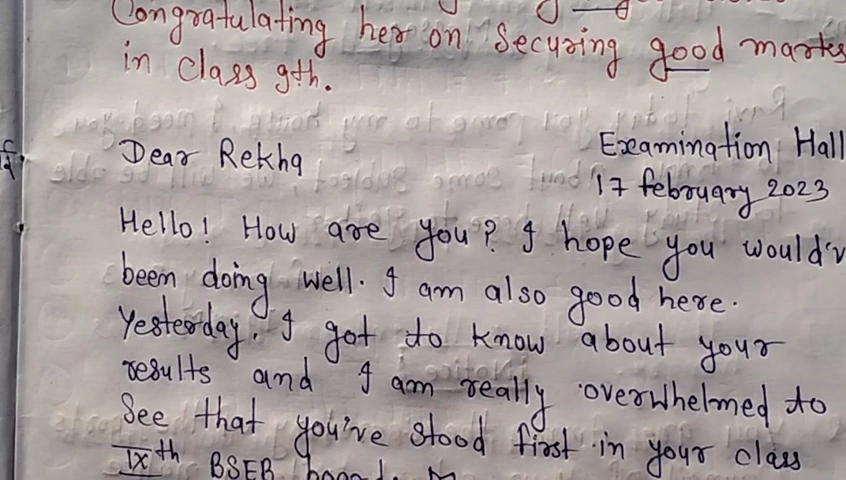 Congratulating her on securing good marks
in class 9th.
Dear Rekha
Examination Hall
17 february 2023
Hello! How are you? I hope you would'v
been doing well. I am also good here.
Yesterday. I got to know about your
results and I am really overwhelmed to
See that you've stood first in your class
IXth BSEB board.